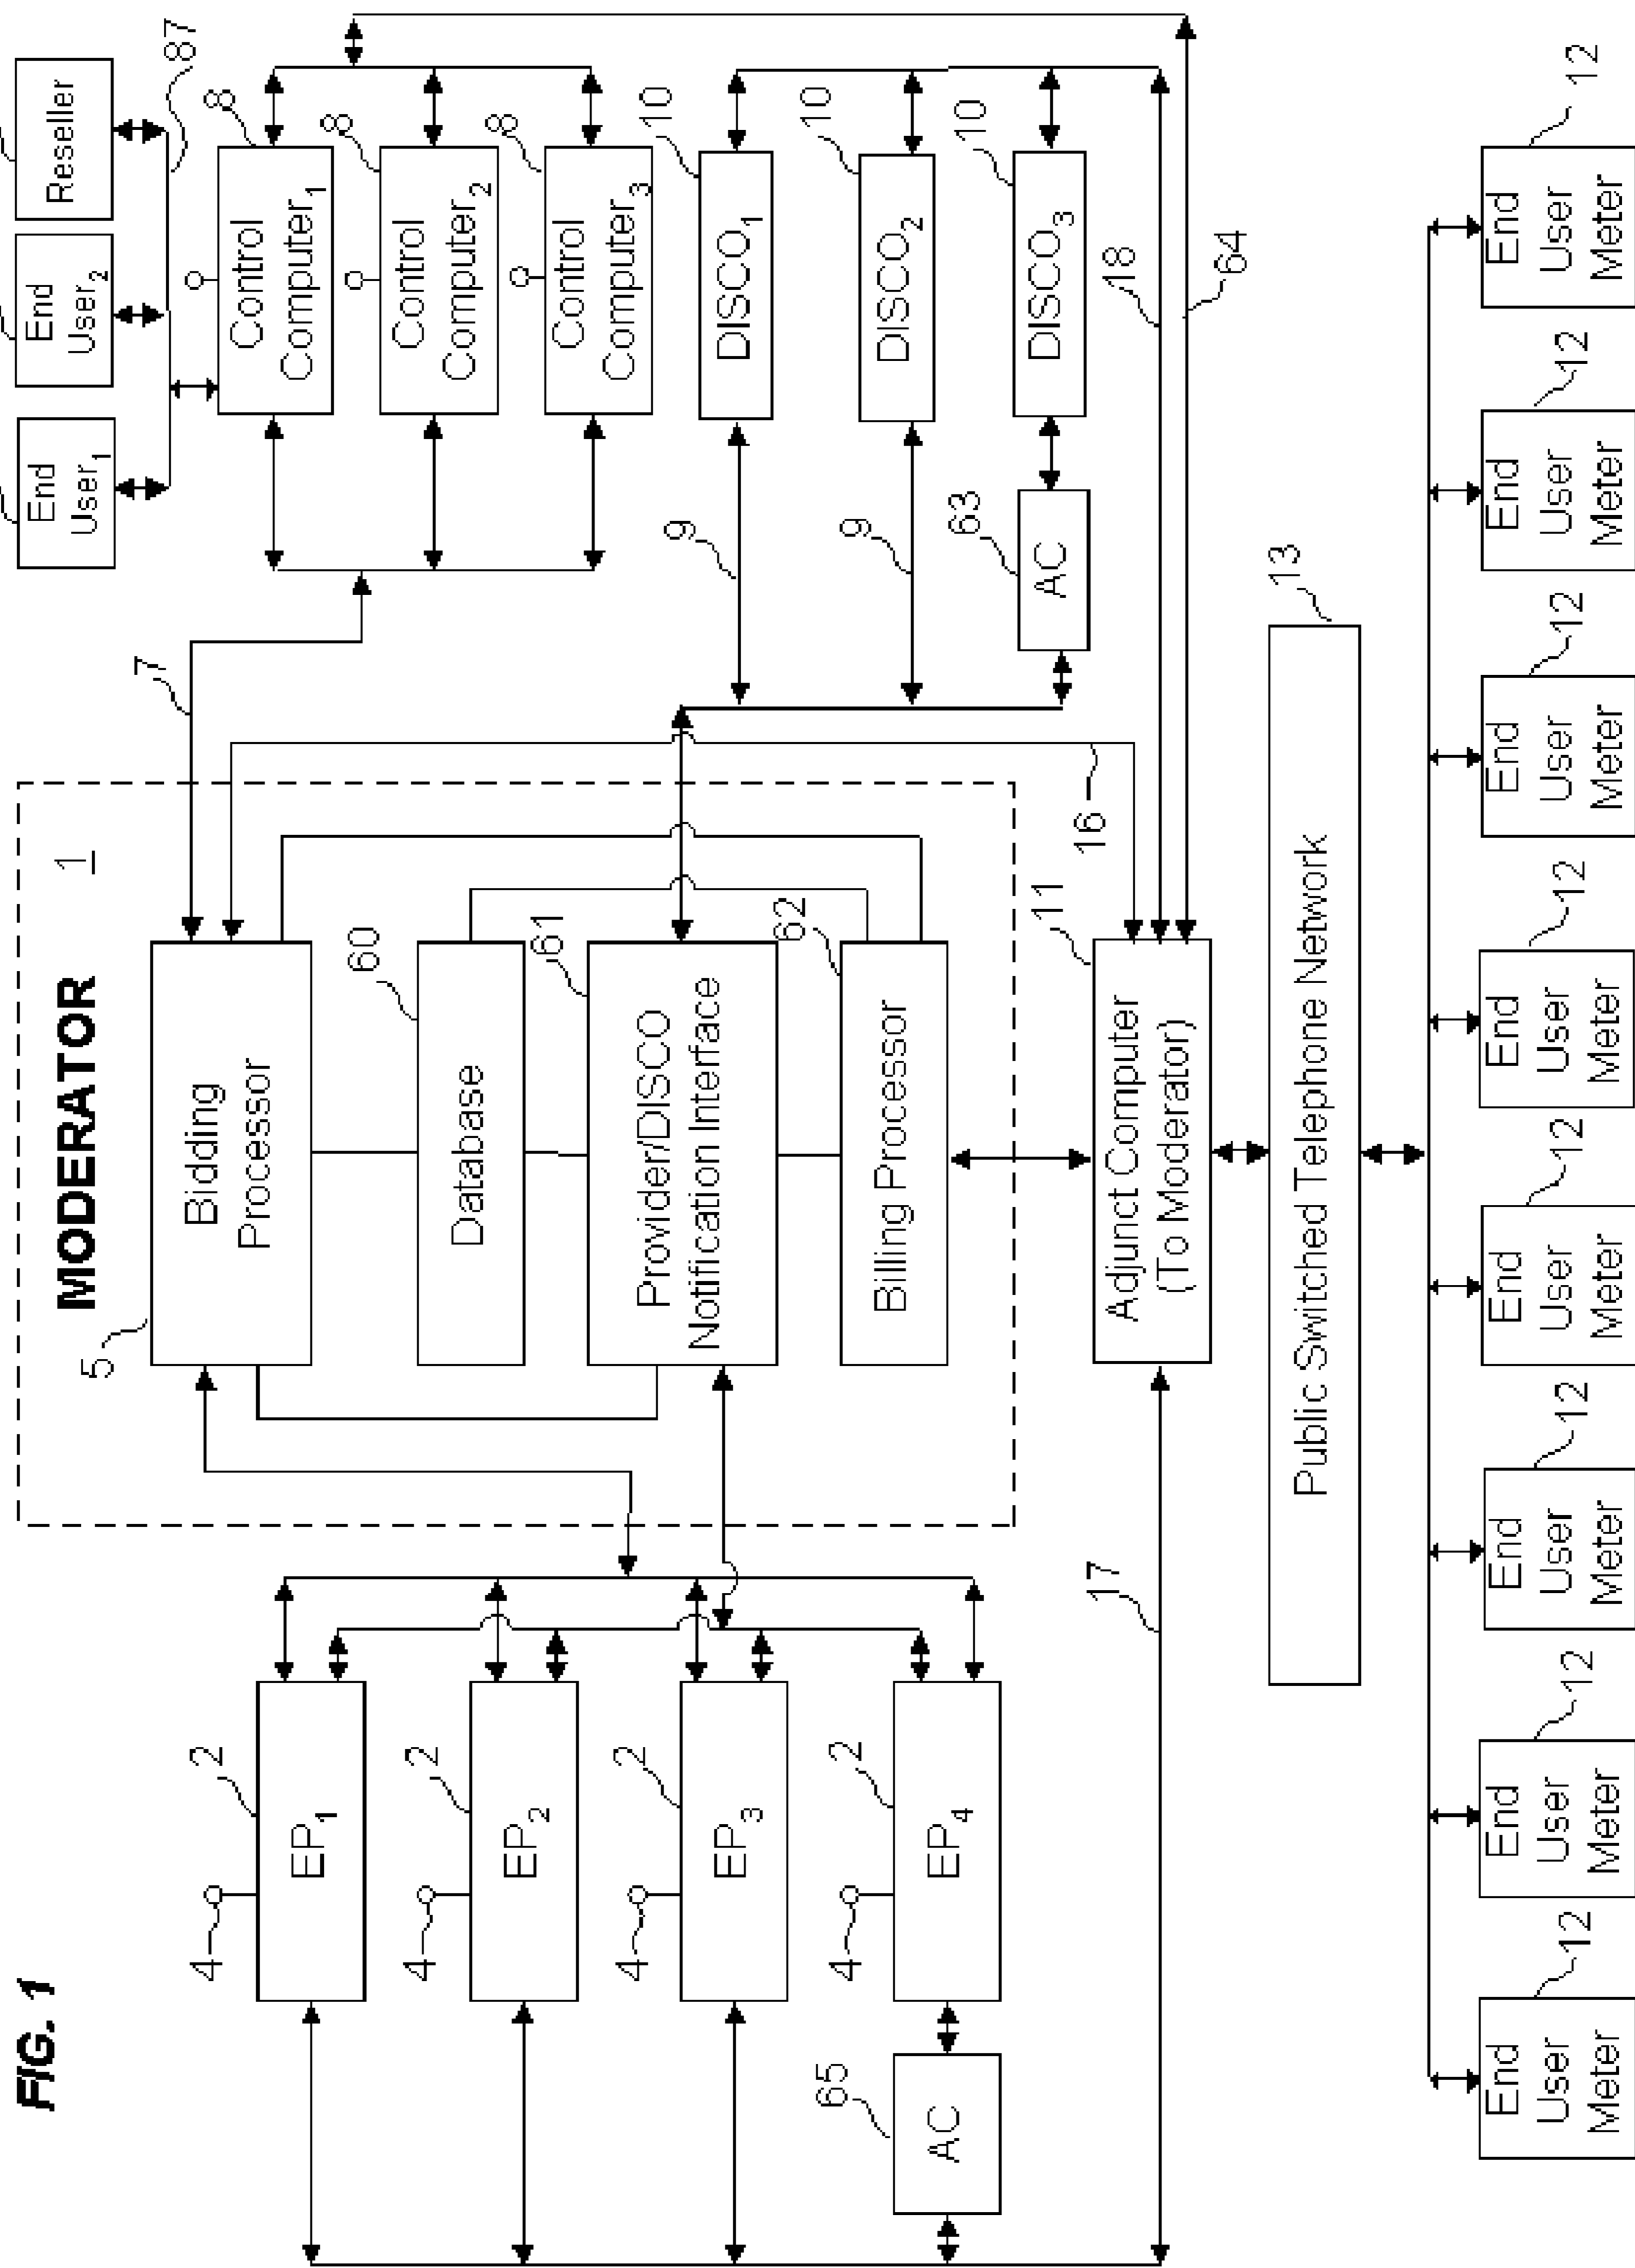 FIG. 1
MODERATOR
1
5
Bidding
Processor
60
Database
61
Provider/DISCO
Notification Interface
62
Billing Processor
4
2
EP1
4
2
EP2
4
2
EP3
4
2
EP4
65
AC
17
7
End
User1
End
User2
Reseller
87
8
Control
Computer1
8
Control
Computer2
8
Control
Computer3
9
10
DISCO1
9
10
DISCO2
63
AC
10
DISCO3
16
18
64
11
Adjunct Computer
(To Moderator)
13
Public Switched Telephone Network
12
End
User
Meter
12
End
User
Meter
12
End
User
Meter
12
End
User
Meter
12
End
User
Meter
12
End
User
Meter
12
End
User
Meter
12
End
User
Meter